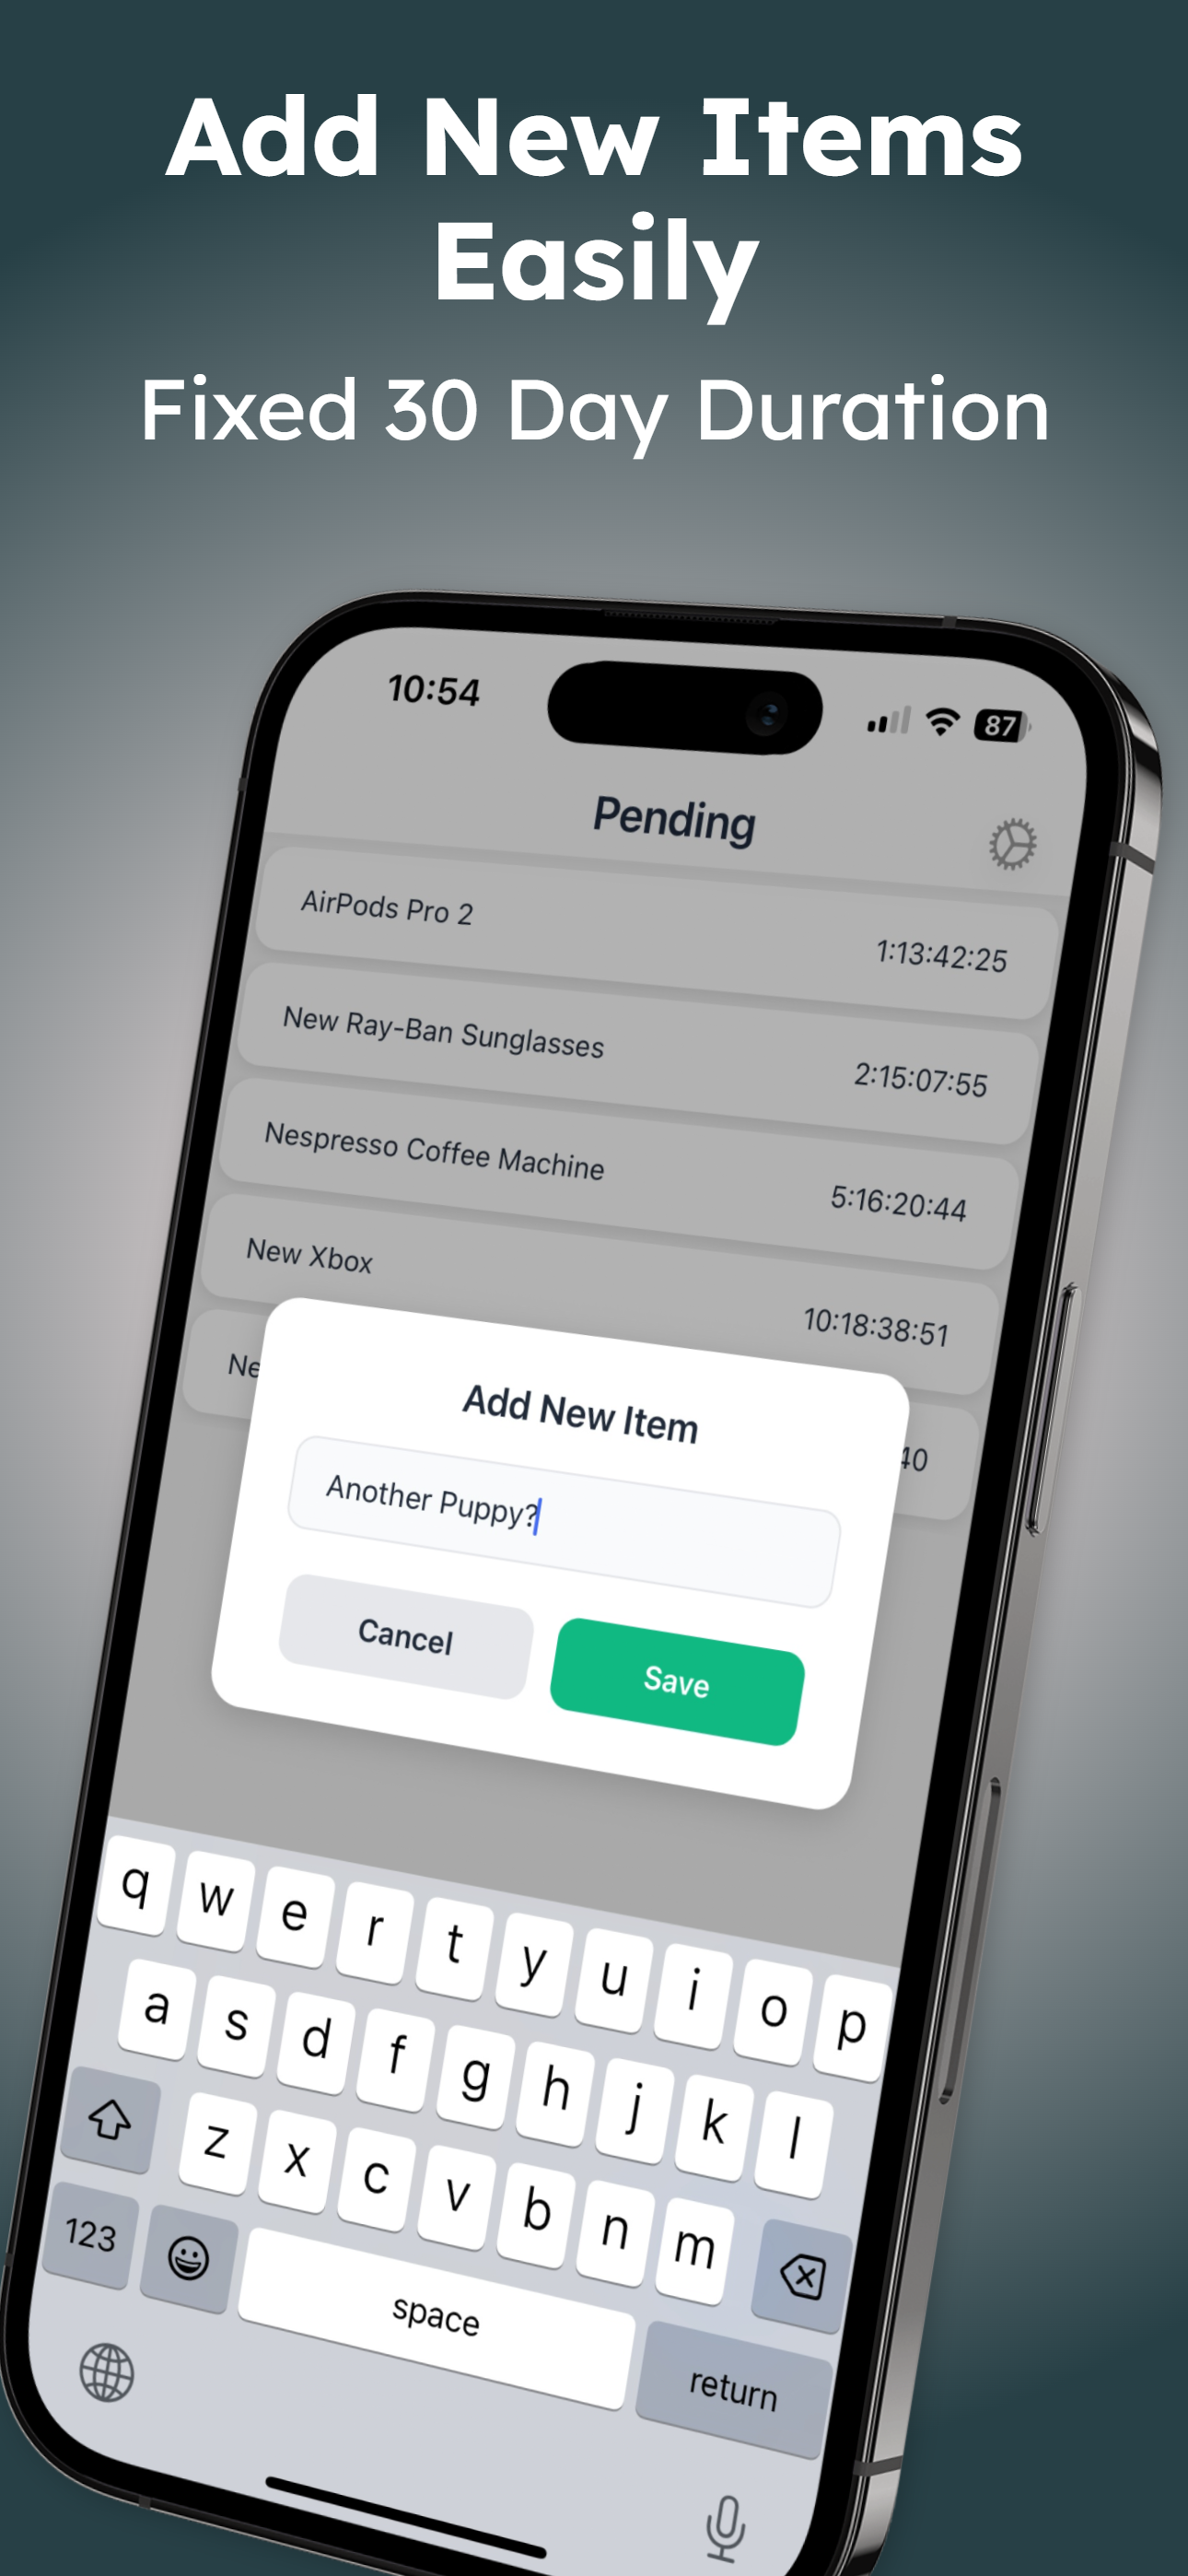 Add New Items
Easily
Fixed 30 Day Duration
10:54
87
Pending
AirPods Pro 2
1:13:42:25
New Ray-Ban Sunglasses
2:15:07:55
Nespresso Coffee Machine
5:16:20:44
New Xbox
10:18:38:51
Ne
40
Add New Item
Another Puppy?
Cancel
Save
q w e r t y u i o p
a s d f g h j k l
z x c v b n m
123
space
return